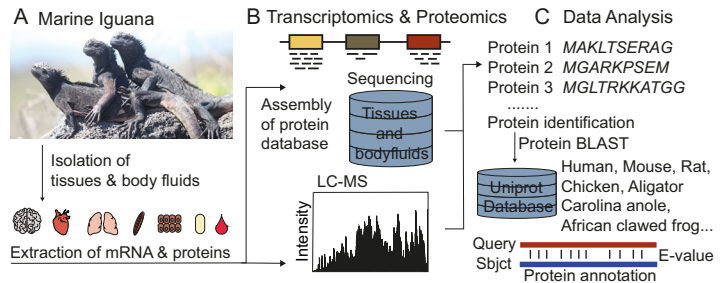 A Marine Iguana
Isolation of
tissues & body fluids
Extraction of mRNA & proteins
B Transcriptomics & Proteomics
Sequencing
Assembly
of protein
database
Tissues
and
bodyfluids
LC-MS
Intensity
C Data Analysis
Protein 1 MAKLTSERAG
Protein 2 MGARKPSEM
Protein 3 MGLTRKKATGG
.......
Protein identification
Protein BLAST
Uniprot
Database
Human, Mouse, Rat,
Chicken, Aligator
Carolina anole,
African clawed frog...
Query
E-value
Sbjct
Protein annotation